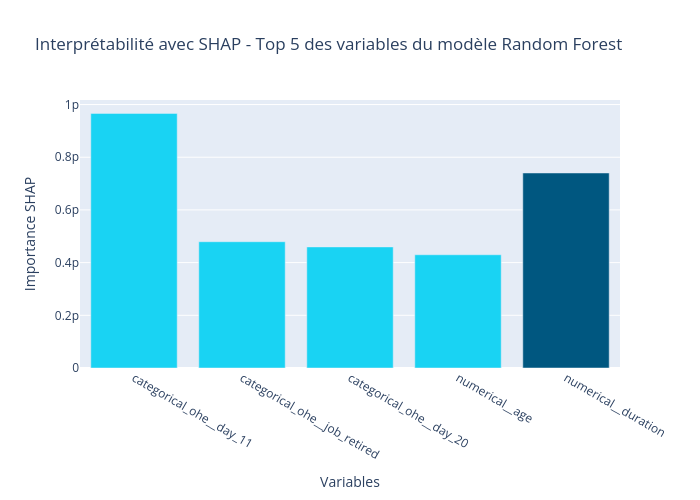 Interprétabilité avec SHAP - Top 5 des variables du modèle Random Forest
Importance SHAP
1p
0.8p
0.6p
0.4p
0.2p
0
categorical_ohe__day_11
categorical_ohe__job_retired
categorical_ohe__day_20
numerical__age
numerical__duration
Variables